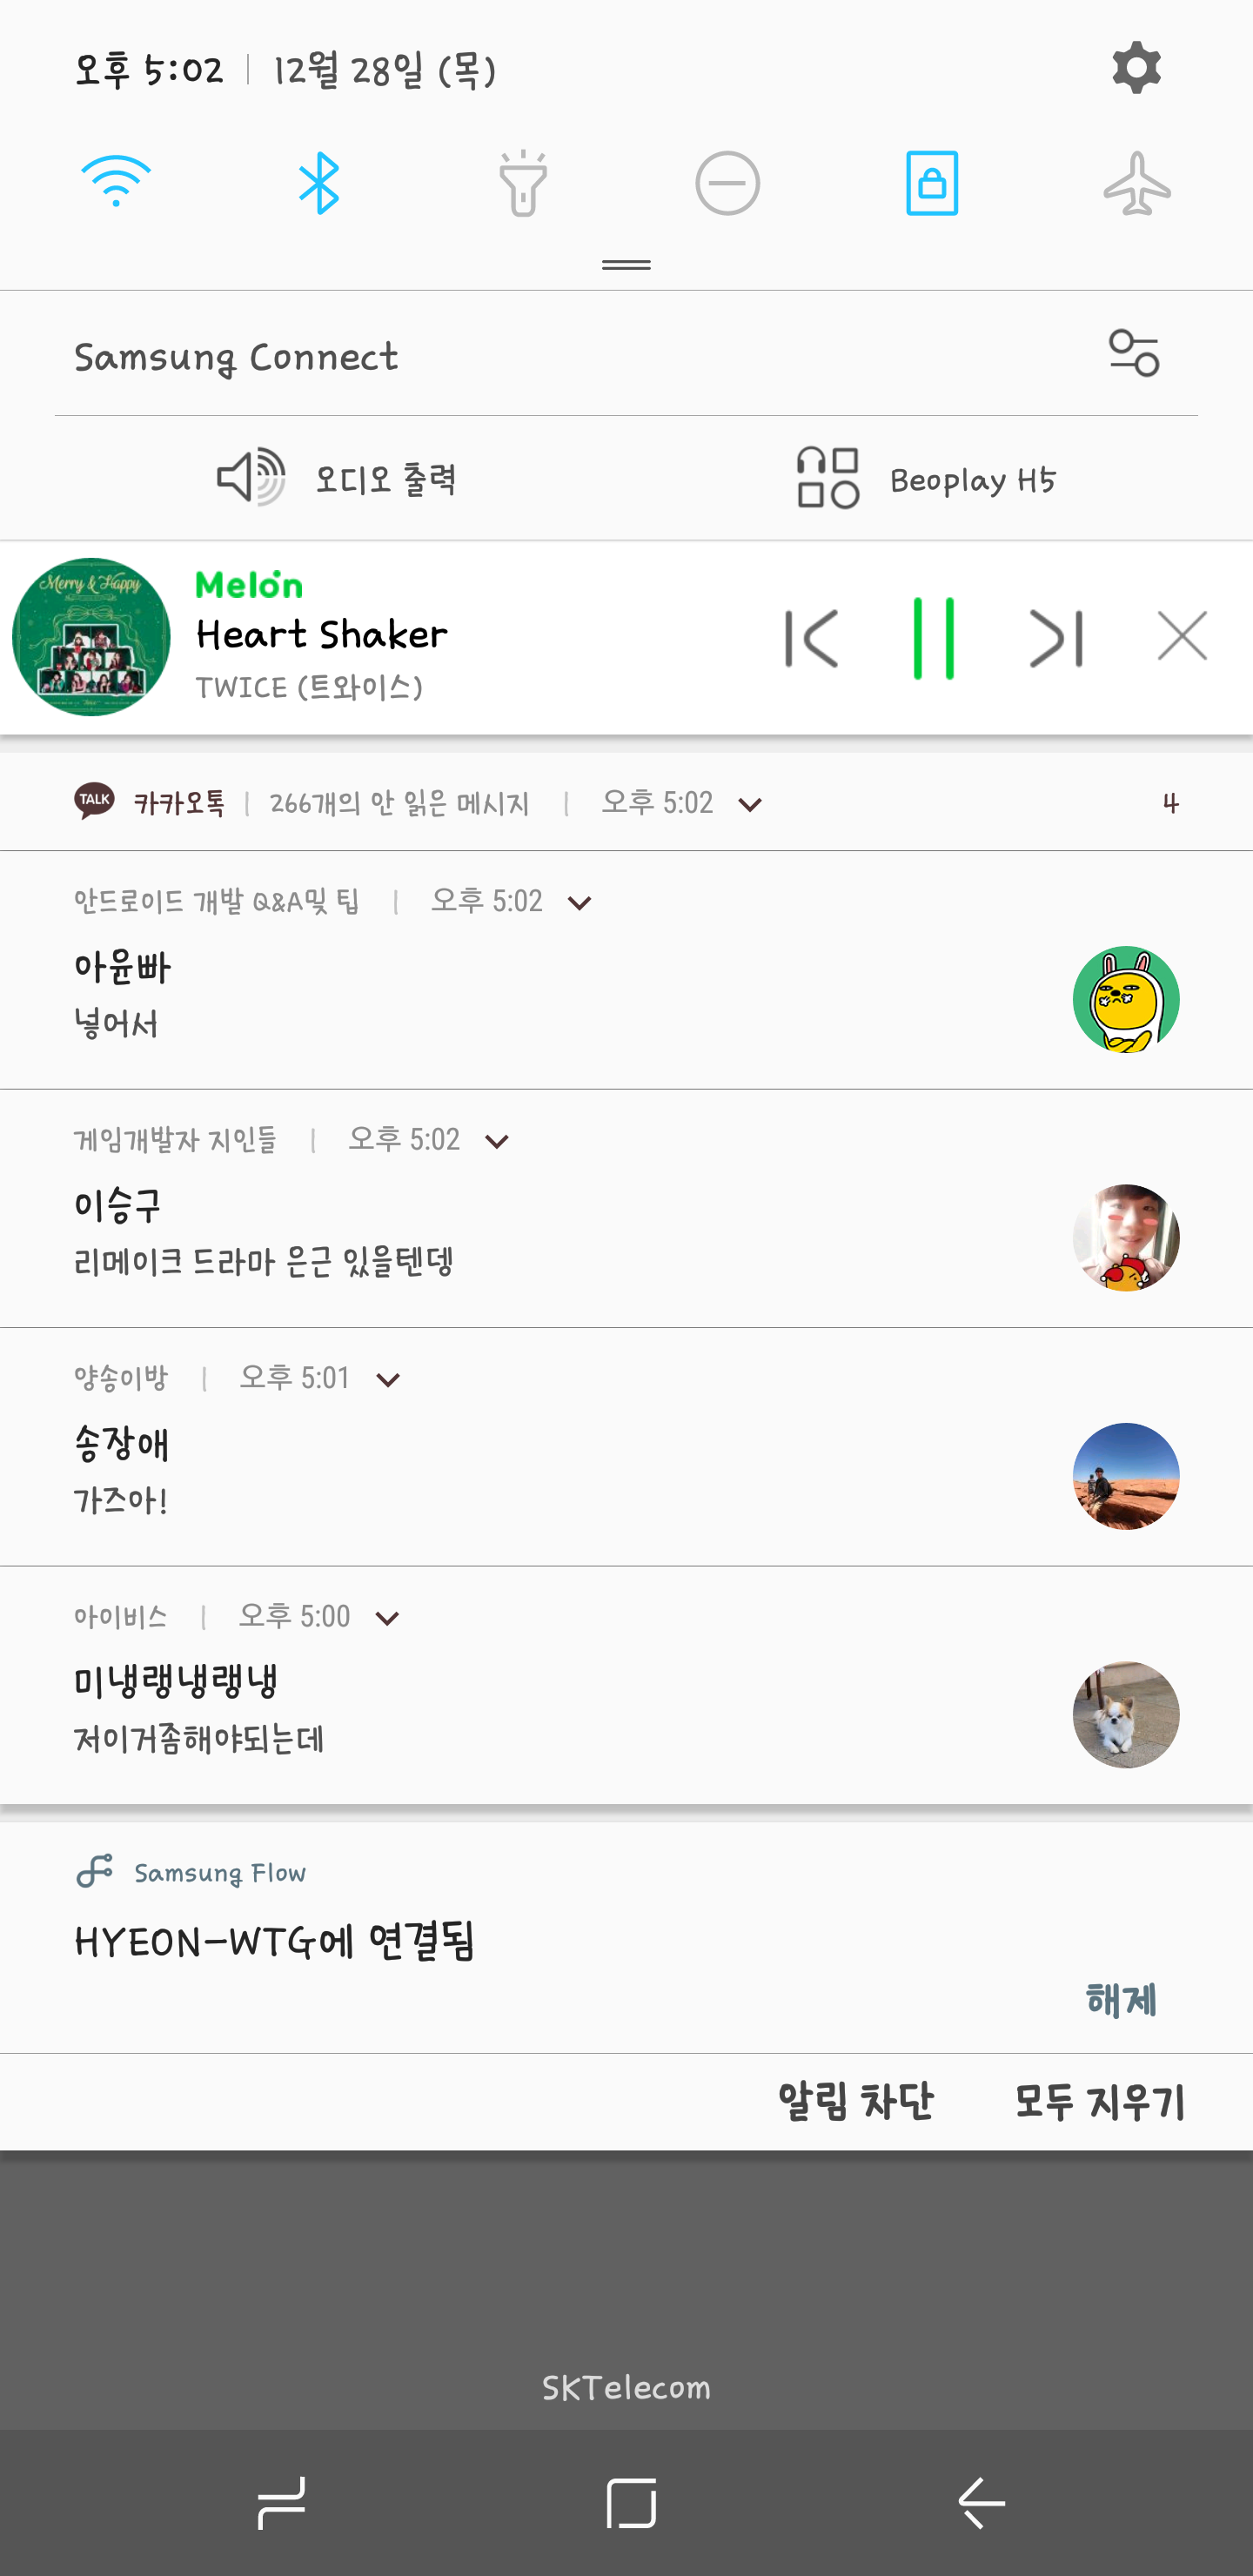 오후 5:02 | 12월 28일 (목)
Samsung Connect
오디오 출력
Beoplay H5
Merry & Happy
Melon
Heart Shaker
TWICE (트와이스)
TALK 카카오톡 | 266개의 안 읽은 메시지 | 오후 5:02 4
안드로이드 개발 Q&A및 팁 | 오후 5:02
아윤빠
넣어서
게임개발자 지인들 | 오후 5:02
이승구
리메이크 드라마 은근 있을텐뎅
양송이방 | 오후 5:01
송장애
가즈아!
아이비스 | 오후 5:00
미냉랭냉랭냉
저이거좀해야되는데
Samsung Flow
HYEON-WTG에 연결됨
해제
알림 차단 모두 지우기
SKTelecom